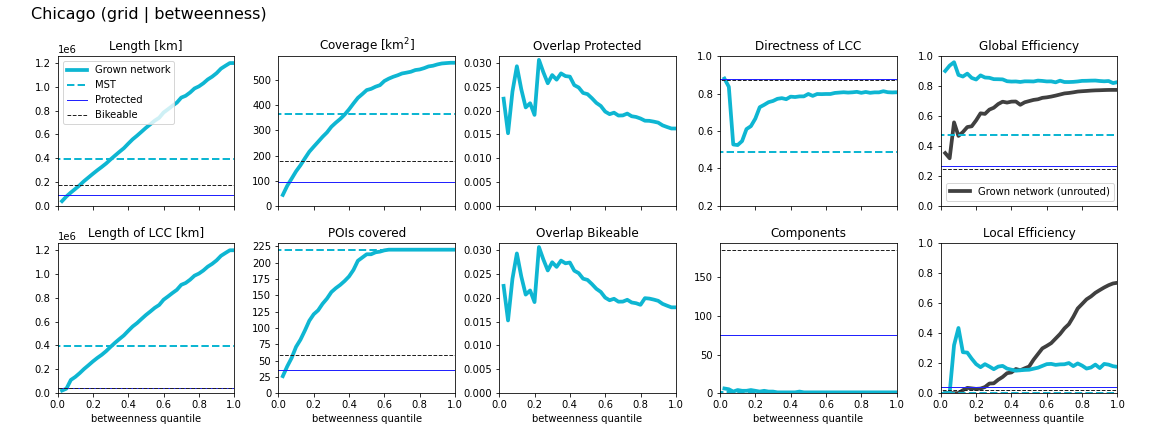 Chicago (grid | betweenness)
Length [km]
Coverage [km²]
Overlap Protected
Directness of LCC
Global Efficiency
1e6
Grown network
MST
Protected
Bikeable
1.2
1.0
0.8
0.6
0.4
0.2
0.0
500
400
300
200
100
0
0.030
0.025
0.020
0.015
0.010
0.005
0.000
1.0
0.8
0.6
0.4
0.2
1.0
0.8
0.6
0.4
0.2
0.0
Grown network (unrouted)
Length of LCC [km]
POIs covered
Overlap Bikeable
Components
Local Efficiency
1e6
1.2
1.0
0.8
0.6
0.4
0.2
0.0
225
200
175
150
125
100
75
50
25
0
0.030
0.025
0.020
0.015
0.010
0.005
0.000
150
100
50
0
1.0
0.8
0.6
0.4
0.2
0.0
0.0 0.2 0.4 0.6 0.8 1.0
0.0 0.2 0.4 0.6 0.8 1.0
0.0 0.2 0.4 0.6 0.8 1.0
0.0 0.2 0.4 0.6 0.8 1.0
0.0 0.2 0.4 0.6 0.8 1.0
betweenness quantile
betweenness quantile
betweenness quantile
betweenness quantile
betweenness quantile